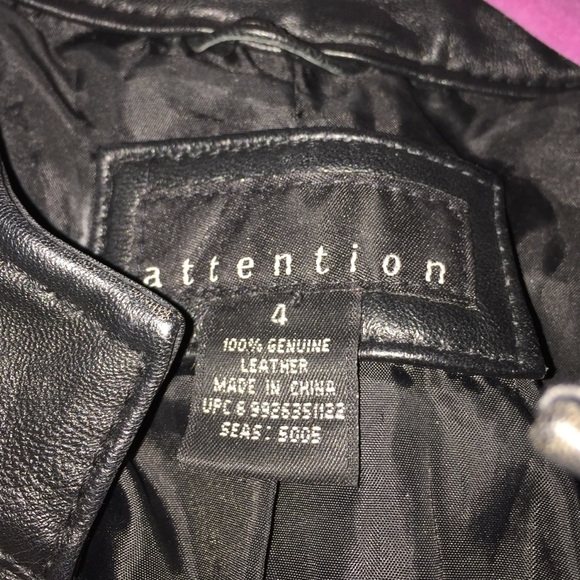 attention
4
100% GENUINE
LEATHER
MADE IN CHINA
UPC 6 9926351122
SEAS: 5005